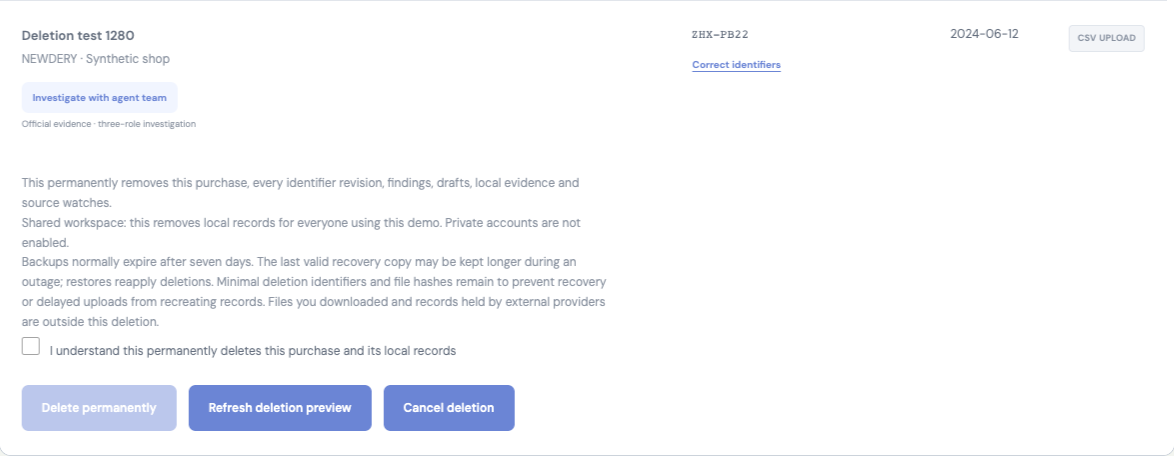 Deletion test 1280
ZHX-PB22
2024-06-12
CSV UPLOAD
NEWDERY · Synthetic shop
Correct identifiers
Investigate with agent team
Official evidence · three-role investigation
This permanently removes this purchase, every identifier revision, findings, drafts, local evidence and
source watches.
Shared workspace: this removes local records for everyone using this demo. Private accounts are not
enabled.
Backups normally expire after seven days. The last valid recovery copy may be kept longer during an
outage; restores reapply deletions. Minimal deletion identifiers and file hashes remain to prevent recovery
or delayed uploads from recreating records. Files you downloaded and records held by external providers
are outside this deletion.
I understand this permanently deletes this purchase and its local records
Delete permanently
Refresh deletion preview
Cancel deletion